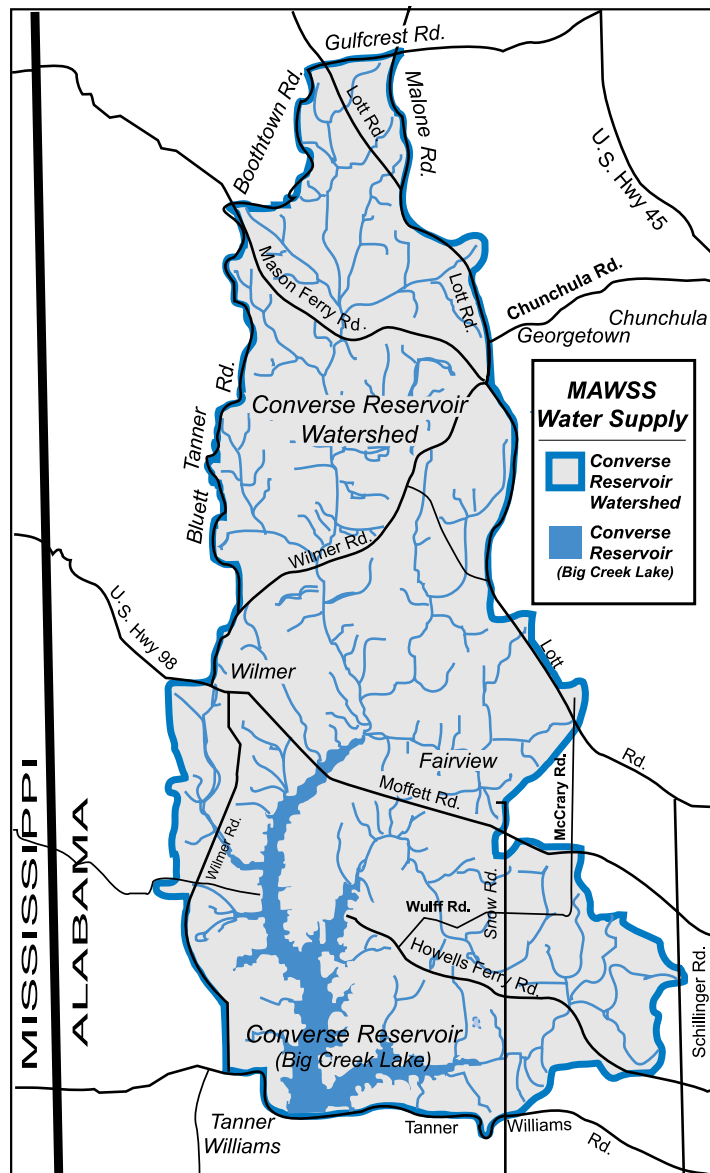 Gulfcrest Rd.
Boothtown Rd.
Lott Rd.
Malone Rd.
U.S. Hwy 45
Mason Ferry Rd.
Lott Rd.
Chunchula Rd.
Georgetown
Chunchula
Bluett Tanner Rd.
Converse Reservoir
Watershed
MAWSS
Water Supply
Converse
Reservoir
Watershed
Converse
Reservoir
(Big Creek Lake)
Wilmer Rd.
U.S. Hwy 98
Wilmer
Lott Rd.
Fairview
Moffett Rd.
McCrary Rd.
Wilmer Rd.
MISSISSIPPI
ALABAMA
Wulff Rd.
Snow Rd.
Howells Ferry Rd.
Schillinger Rd.
Converse Reservoir
(Big Creek Lake)
Tanner
Williams
Tanner Williams Rd.